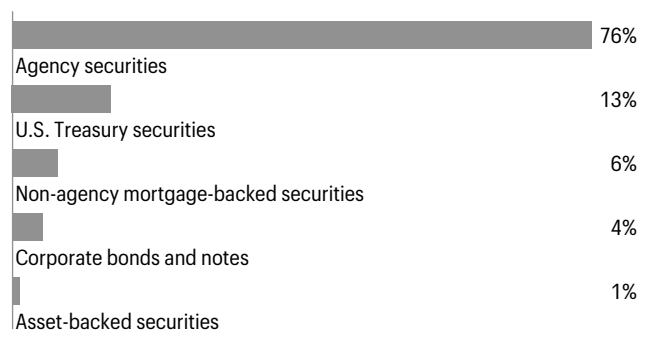 76%
Agency securities
13%
U.S. Treasury securities
6%
Non-agency mortgage-backed securities
4%
Corporate bonds and notes
1%
Asset-backed securities